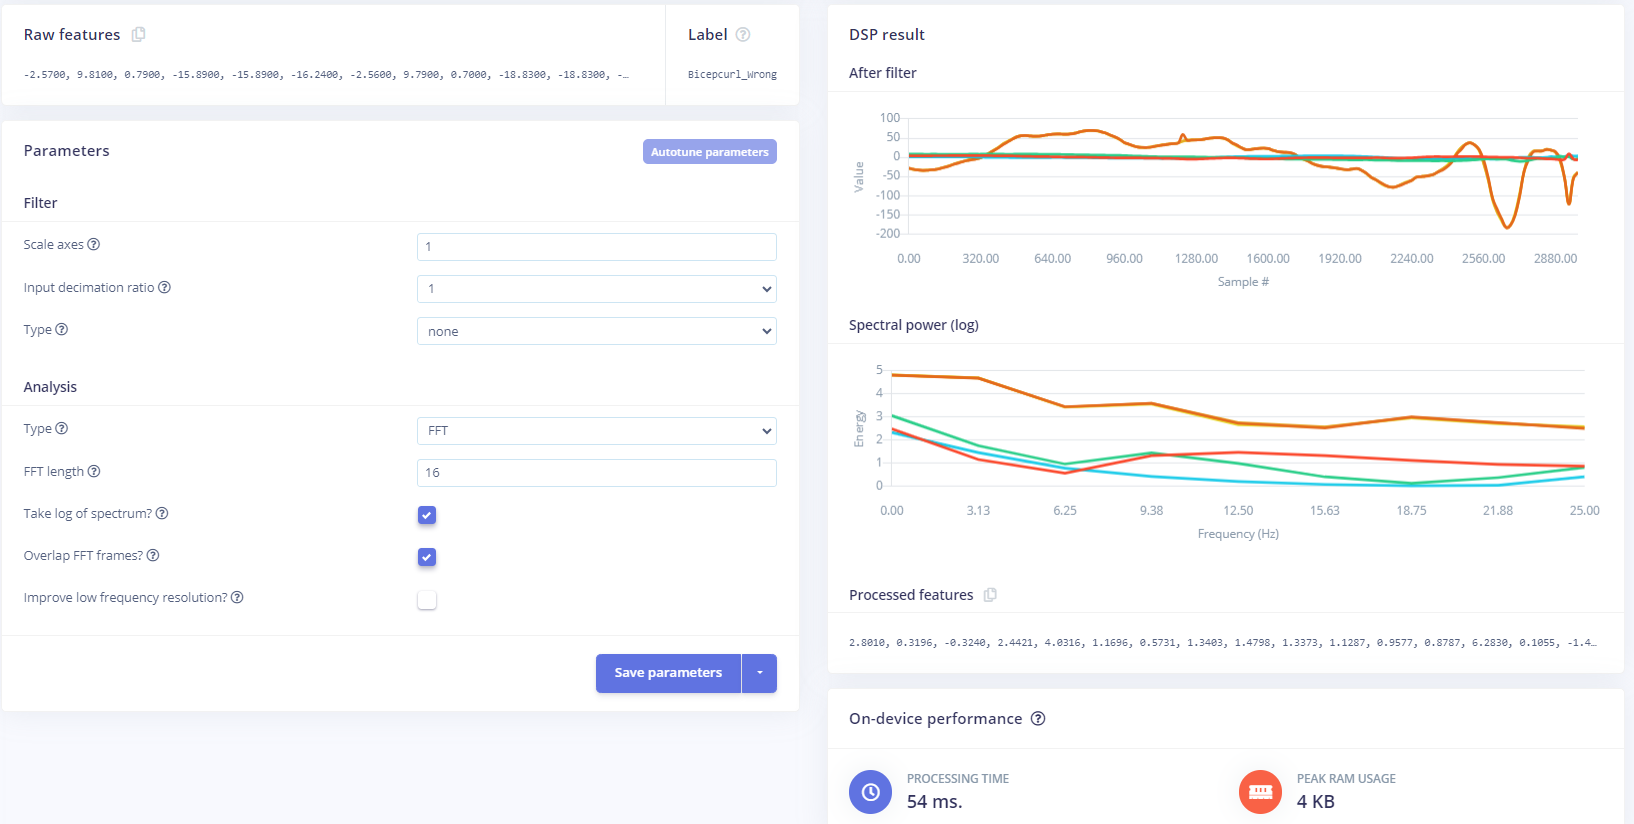 Raw features
-2.5700, 9.8100, 0.7900, -15.8900, -15.8900, -16.2400, -2.5600, 9.7900, 0.7000, -18.8300, -18.8300, -…
Label
Bicepcurl_Wrong
Parameters
Autotune parameters
Filter
Scale axes
1
Input decimation ratio
1
Type
none
Analysis
Type
FFT
FFT length
16
Take log of spectrum?
Overlap FFT frames?
Improve low frequency resolution?
Save parameters
DSP result
After filter
100
50
0
-50
-100
-150
-200
Value
0.00 320.00 640.00 960.00 1280.00 1600.00 1920.00 2240.00 2560.00 2880.00
Sample #
Spectral power (log)
5
4
3
2
1
0
Energy
0.00 3.13 6.25 9.38 12.50 15.63 18.75 21.88 25.00
Frequency (Hz)
Processed features
2.8010, 0.3196, -0.3240, 2.4421, 4.0316, 1.1696, 0.5731, 1.3403, 1.4798, 1.3373, 1.1287, 0.9577, 0.8787, 6.2830, 0.1055, -1.4…
On-device performance
PROCESSING TIME
54 ms.
PEAK RAM USAGE
4 KB